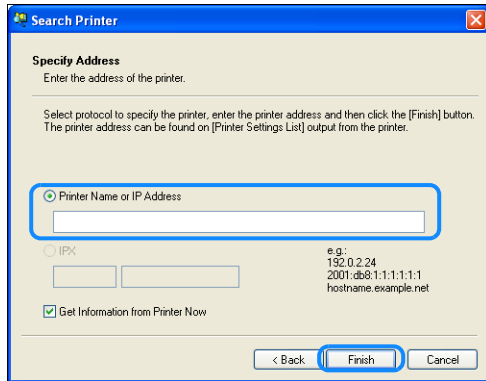 Search Printer
Specify Address
Enter the address of the printer.
Select protocol to specify the printer, enter the printer address and then click the [Finish] button.
The printer address can be found on [Printer Settings List] output from the printer.
Printer Name or IP Address
IPX
e.g.:
192.0.2.24
2001:db8:1:1:1:1:1:1
hostname.example.net
Get Information from Printer Now
< Back
Finish
Cancel